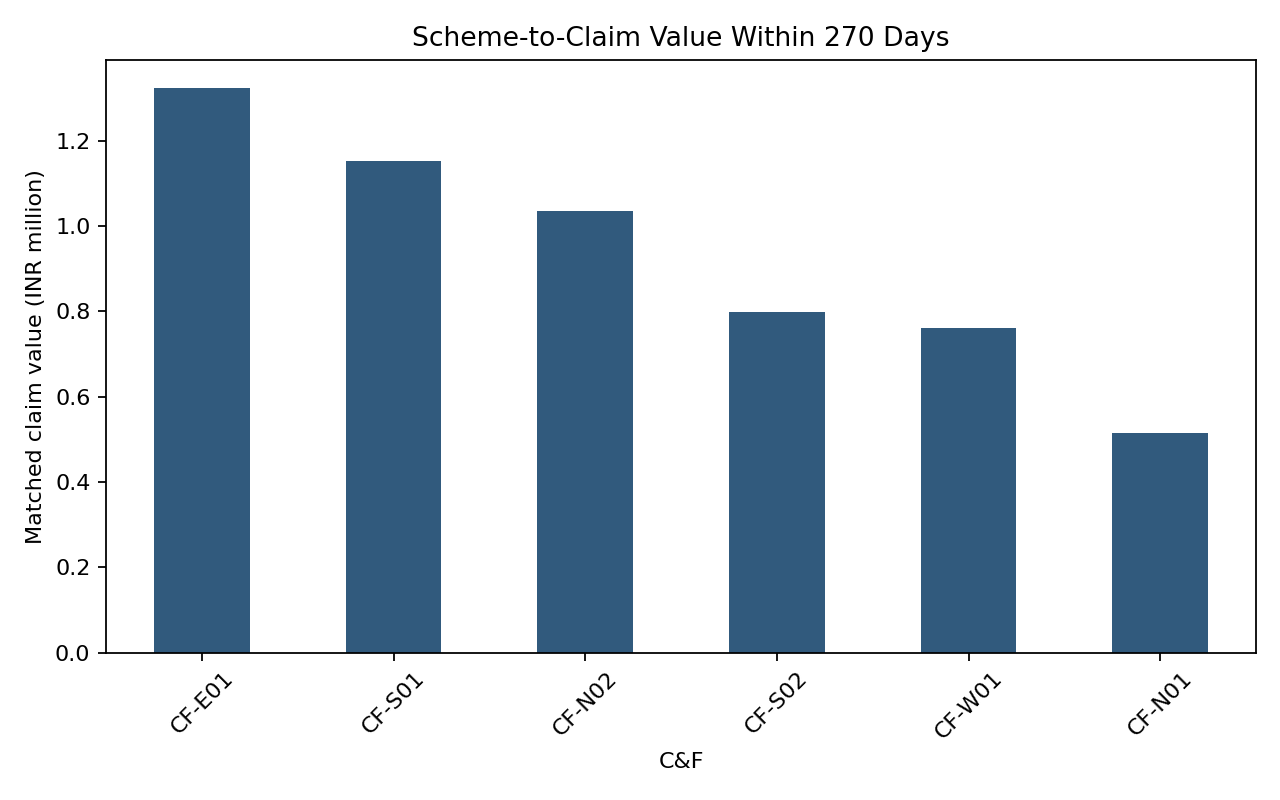 Scheme-to-Claim Value Within 270 Days
Matched claim value (INR million)
1.2
1.0
0.8
0.6
0.4
0.2
0.0
CF-E01
CF-S01
CF-N02
CF-S02
CF-W01
CF-N01
C&F